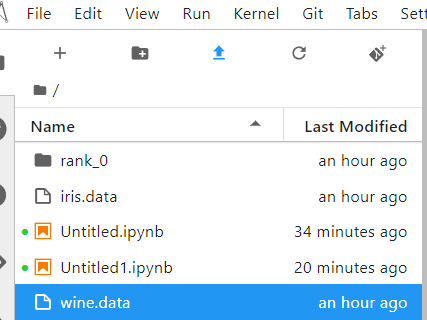 File Edit View Run Kernel Git Tabs
/
Name Last Modified
rank_0 an hour ago
iris.data an hour ago
Untitled.ipynb 34 minutes ago
Untitled1.ipynb 20 minutes ago
wine.data an hour ago